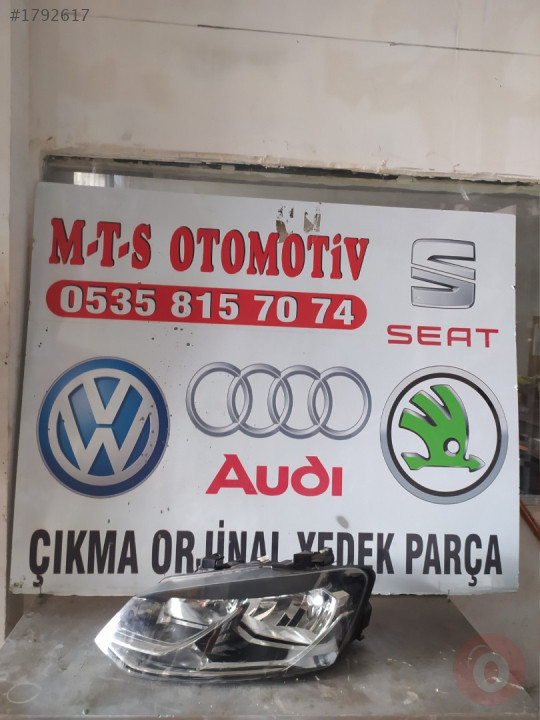 #1792617
M-T-S OTOMOTİV
0535 815 70 74
SEAT
Audi
ÇIKMA ORJİNAL YEDEK PARÇA